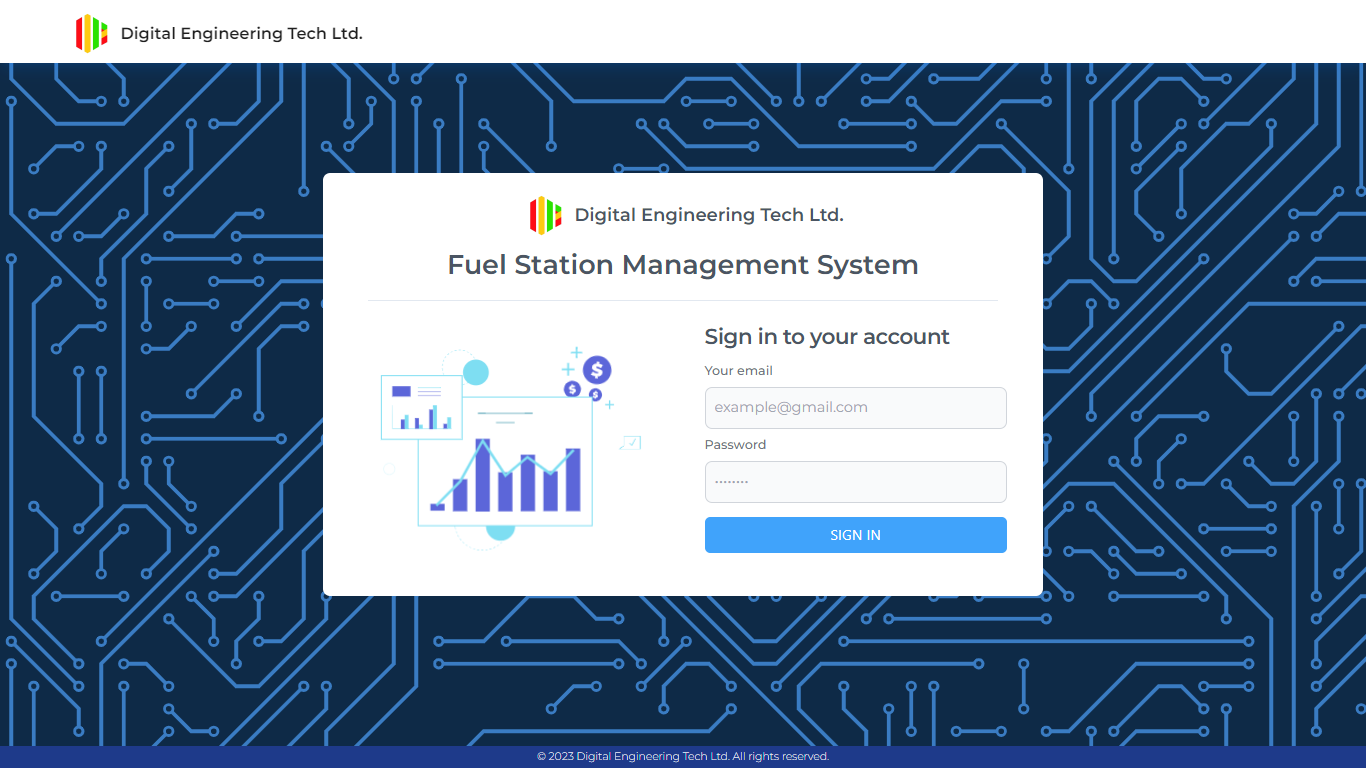 Digital Engineering Tech Ltd.
Digital Engineering Tech Ltd.
Fuel Station Management System
Sign in to your account
Your email
example@gmail.com
Password
••••••••
SIGN IN
© 2023 Digital Engineering Tech Ltd. All rights reserved.